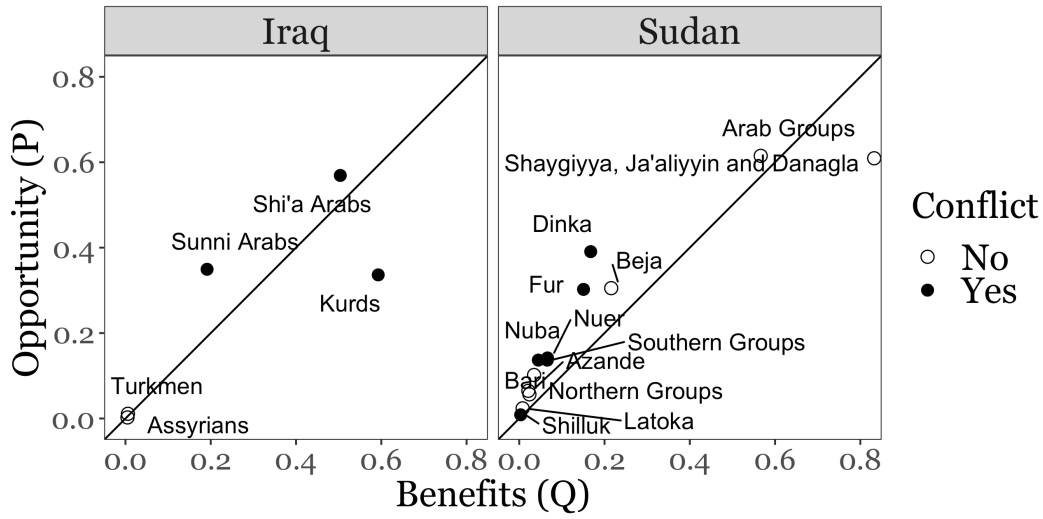 Iraq
Sudan
Opportunity (P)
0.8
0.6
0.4
0.2
0.0
Shi'a Arabs
Sunni Arabs
Kurds
Turkmen
Assyrians
Arab Groups
Shaygiyya, Ja'aliyyin and Danagla
Dinka
Beja
Fur
Nuer
Nuba
Southern Groups
Azande
Bari
Northern Groups
Latoka
Shilluk
0.0 0.2 0.4 0.6 0.8
0.0 0.2 0.4 0.6 0.8
Benefits (Q)
Conflict
No
Yes